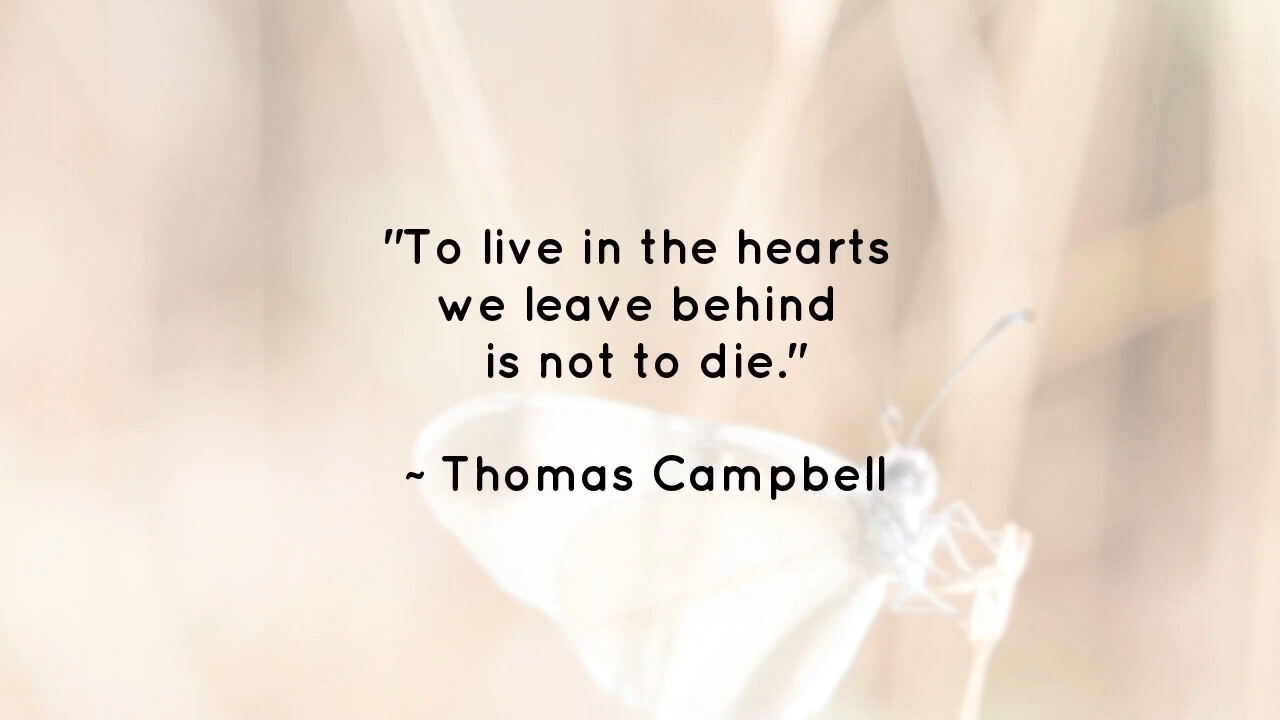 "To live in the hearts
we leave behind
is not to die."
~ Thomas Campbell